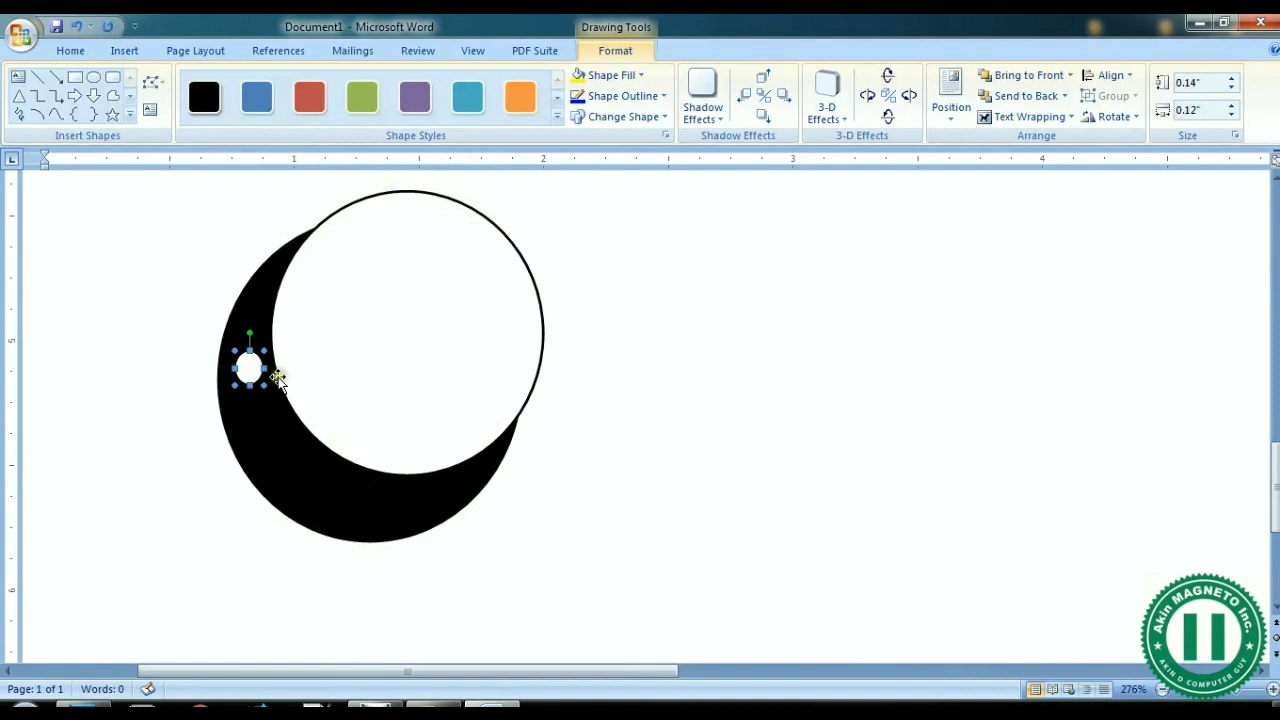 Document1 - Microsoft Word
Drawing Tools
Home Insert Page Layout References Mailings Review View PDF Suite Format
Shape Fill
Shape Outline
Change Shape
Shadow Effects
3-D Effects
Position
Bring to Front
Send to Back
Text Wrapping
Align
Group
Rotate
0.14"
0.12"
Insert Shapes Shape Styles Shadow Effects 3-D Effects Arrange Size
1 2 3 4
5
6
Akin MAGNETO Inc.
AKIN D COMPUTER GUY
Page: 1 of 1 Words: 0 276%